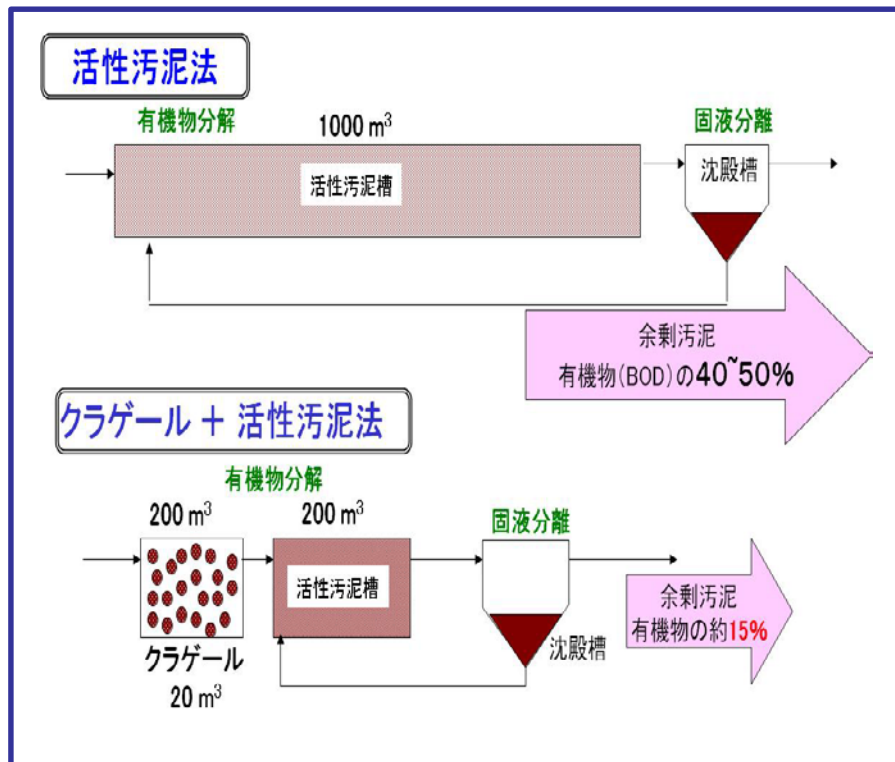 活性汚泥法
有機物分解
1000 m³
固液分離
活性汚泥槽
沈殿槽
余剰汚泥
有機物(BOD)の40~50%
クラゲール + 活性汚泥法
有機物分解
200 m³
200 m³
固液分離
活性汚泥槽
余剰汚泥
有機物の約15%
沈殿槽
クラゲール
20 m³